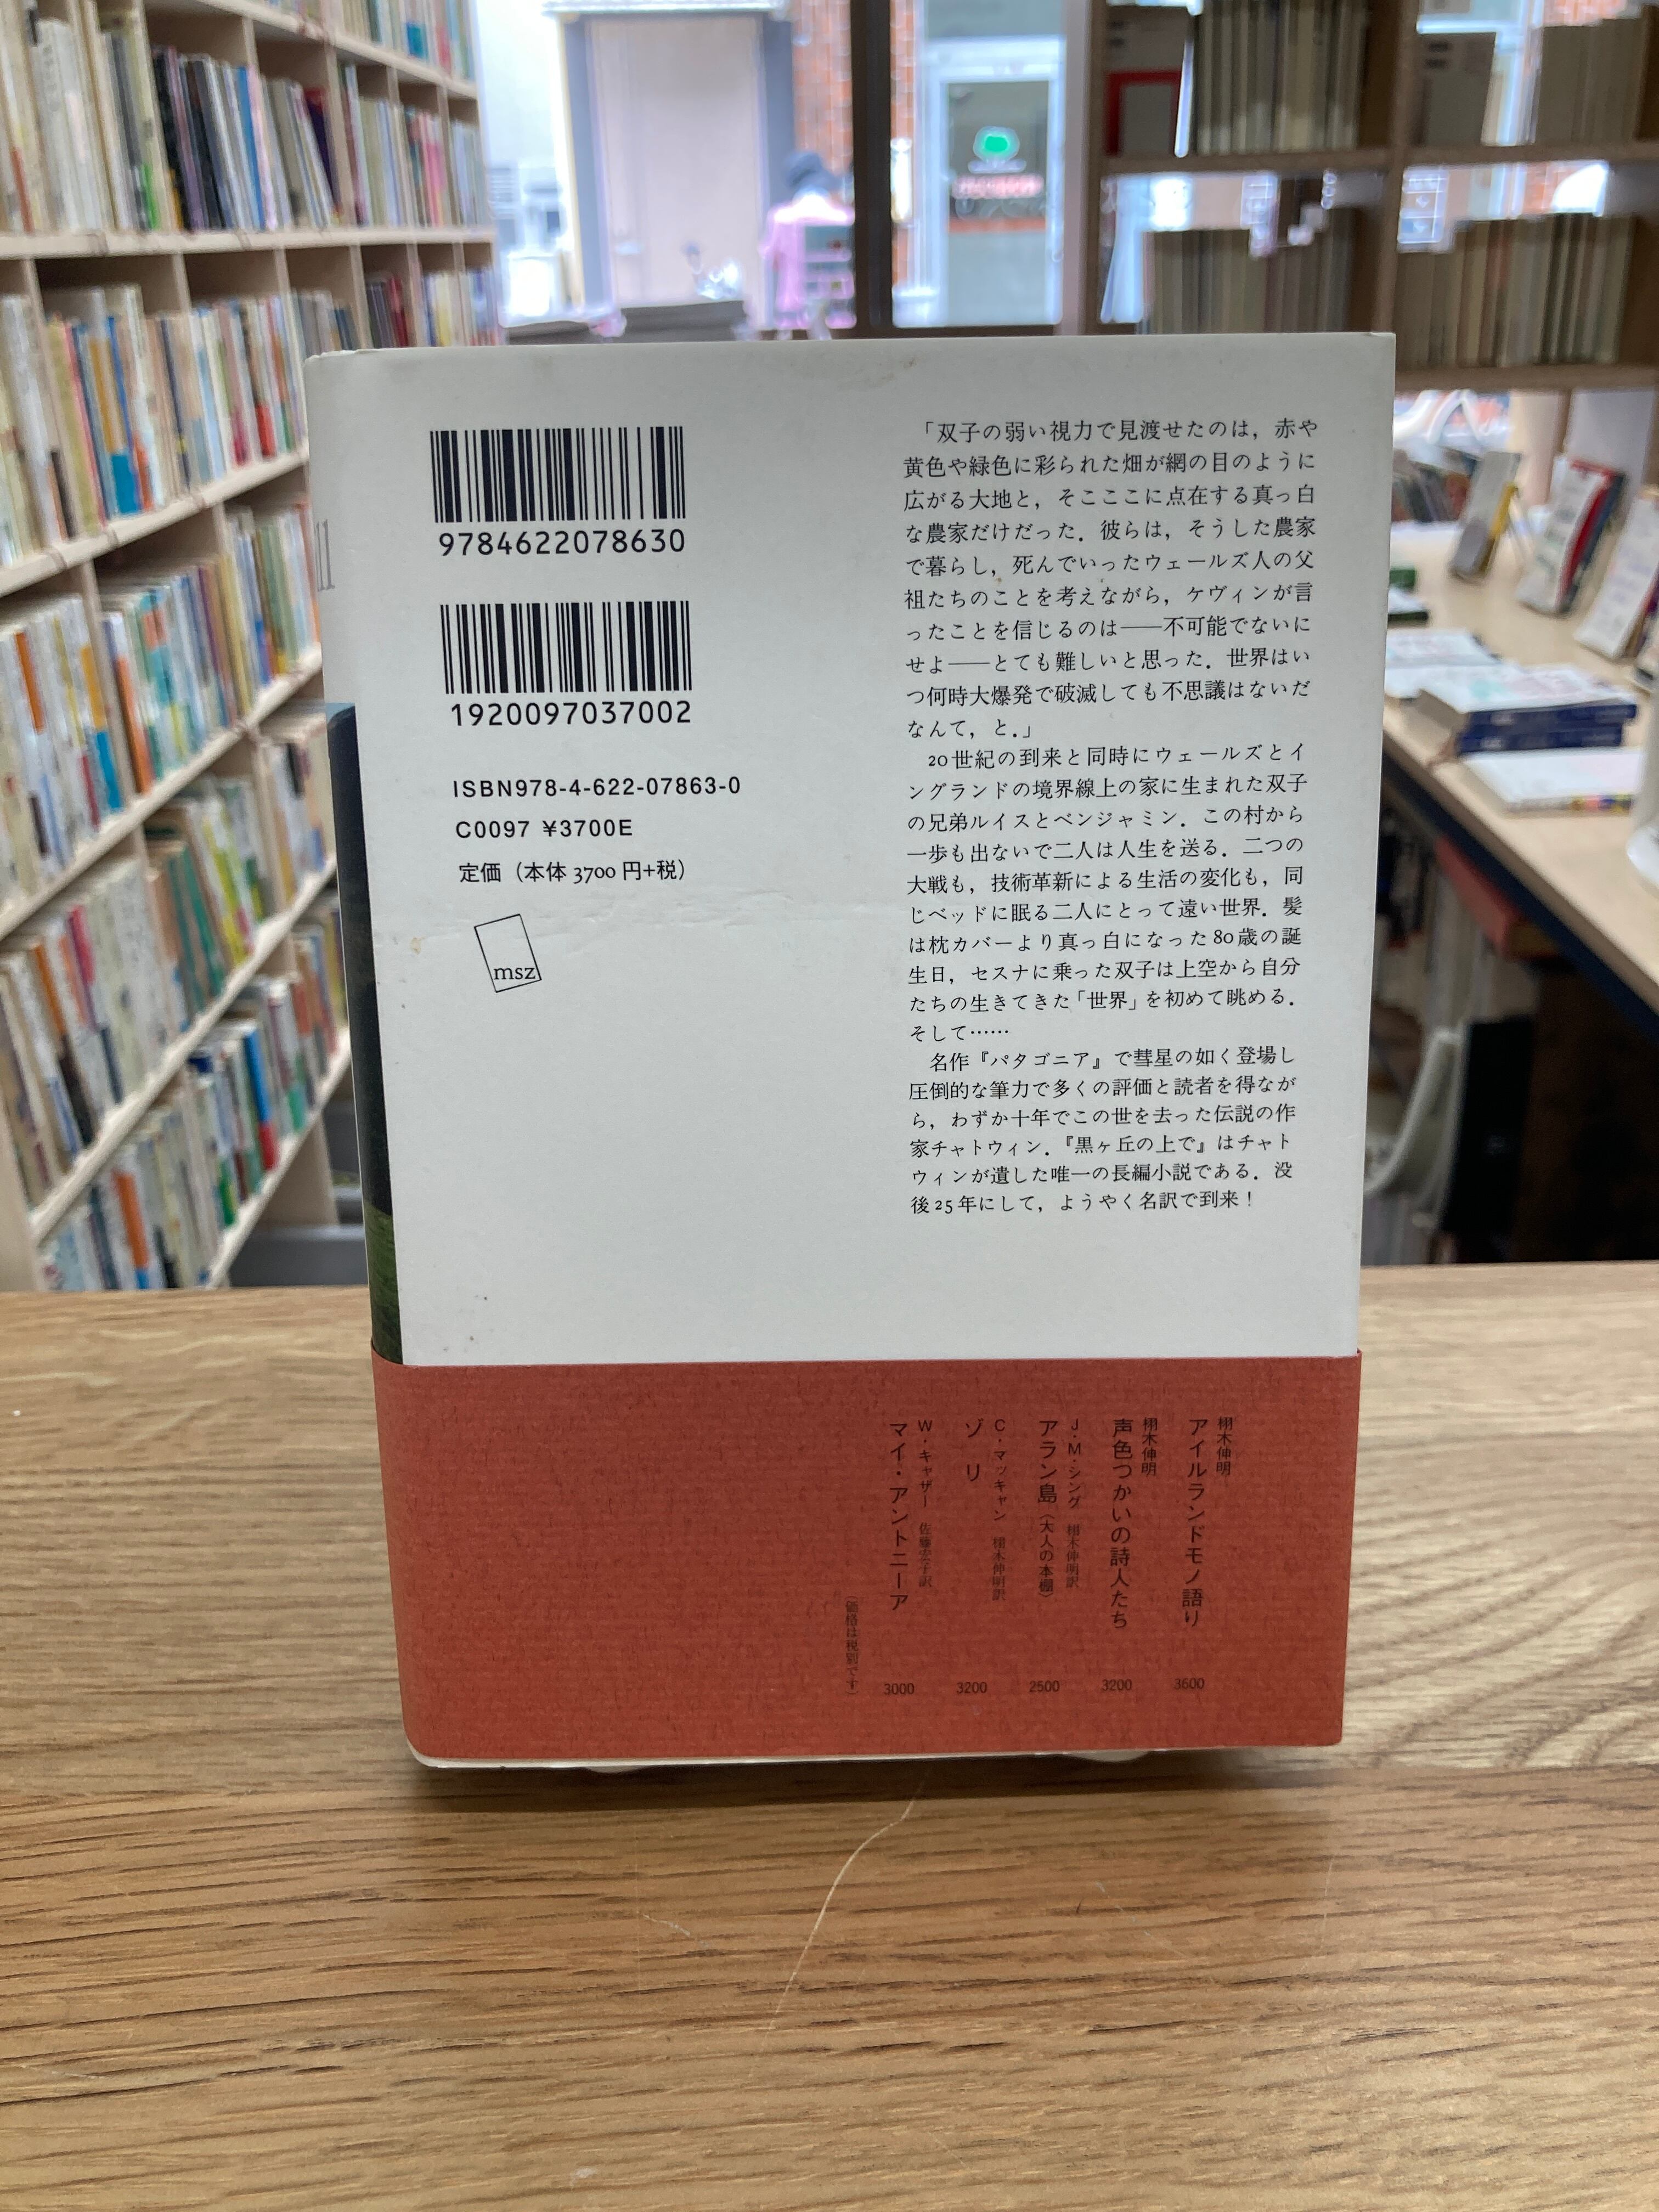 9784622078630
1920097037002
ISBN978-4-622-07863-0
C0097 ¥3700E
定価（本体 3700 円+税）
msz
「双子の弱い視力で見渡せたのは，赤や
黄色や緑色に彩られた畑が網の目のように
広がる大地と，そこここに点在する真っ白
な農家だけだった．彼らは，そうした農家
で暮らし，死んでいったウェールズ人の父
祖たちのことを考えながら，ケヴィンが言
ったことを信じるのは――不可能でないに
せよ――とても難しいと思った．世界はい
つ何時大爆発で破滅しても不思議はないだ
なんて，と．」
20世紀の到来と同時にウェールズとイ
ングランドの境界線上の家に生まれた双子
の兄弟ルイスとベンジャミン．この村から
一歩も出ないで二人は人生を送る．二つの
大戦も，技術革新による生活の変化も，同
じベッドに眠る二人にとって遠い世界．髪
は枕カバーより真っ白になった80歳の誕
生日，セスナに乗った双子は上空から自分
たちの生きてきた「世界」を初めて眺める．
そして……
名作『パタゴニア』で彗星の如く登場し
圧倒的な筆力で多くの評価と読者を得なが
ら，わずか十年でこの世を去った伝説の作
家チャトウィン．『黒ヶ丘の上で』はチャト
ウィンが遺した唯一の長編小説である．没
後25年にして，ようやく名訳で到来！
栩木伸明
アイルランドモノ語り 3600
栩木伸明
声色つかいの詩人たち 3200
J・M・シング 栩木伸明訳
アラン島〈大人の本棚〉 2500
C・マッキャン 栩木伸明訳
ゾリ 3200
W・キャザー 佐藤宏子訳
マイ・アントニーア 3000
（価格は税別です）